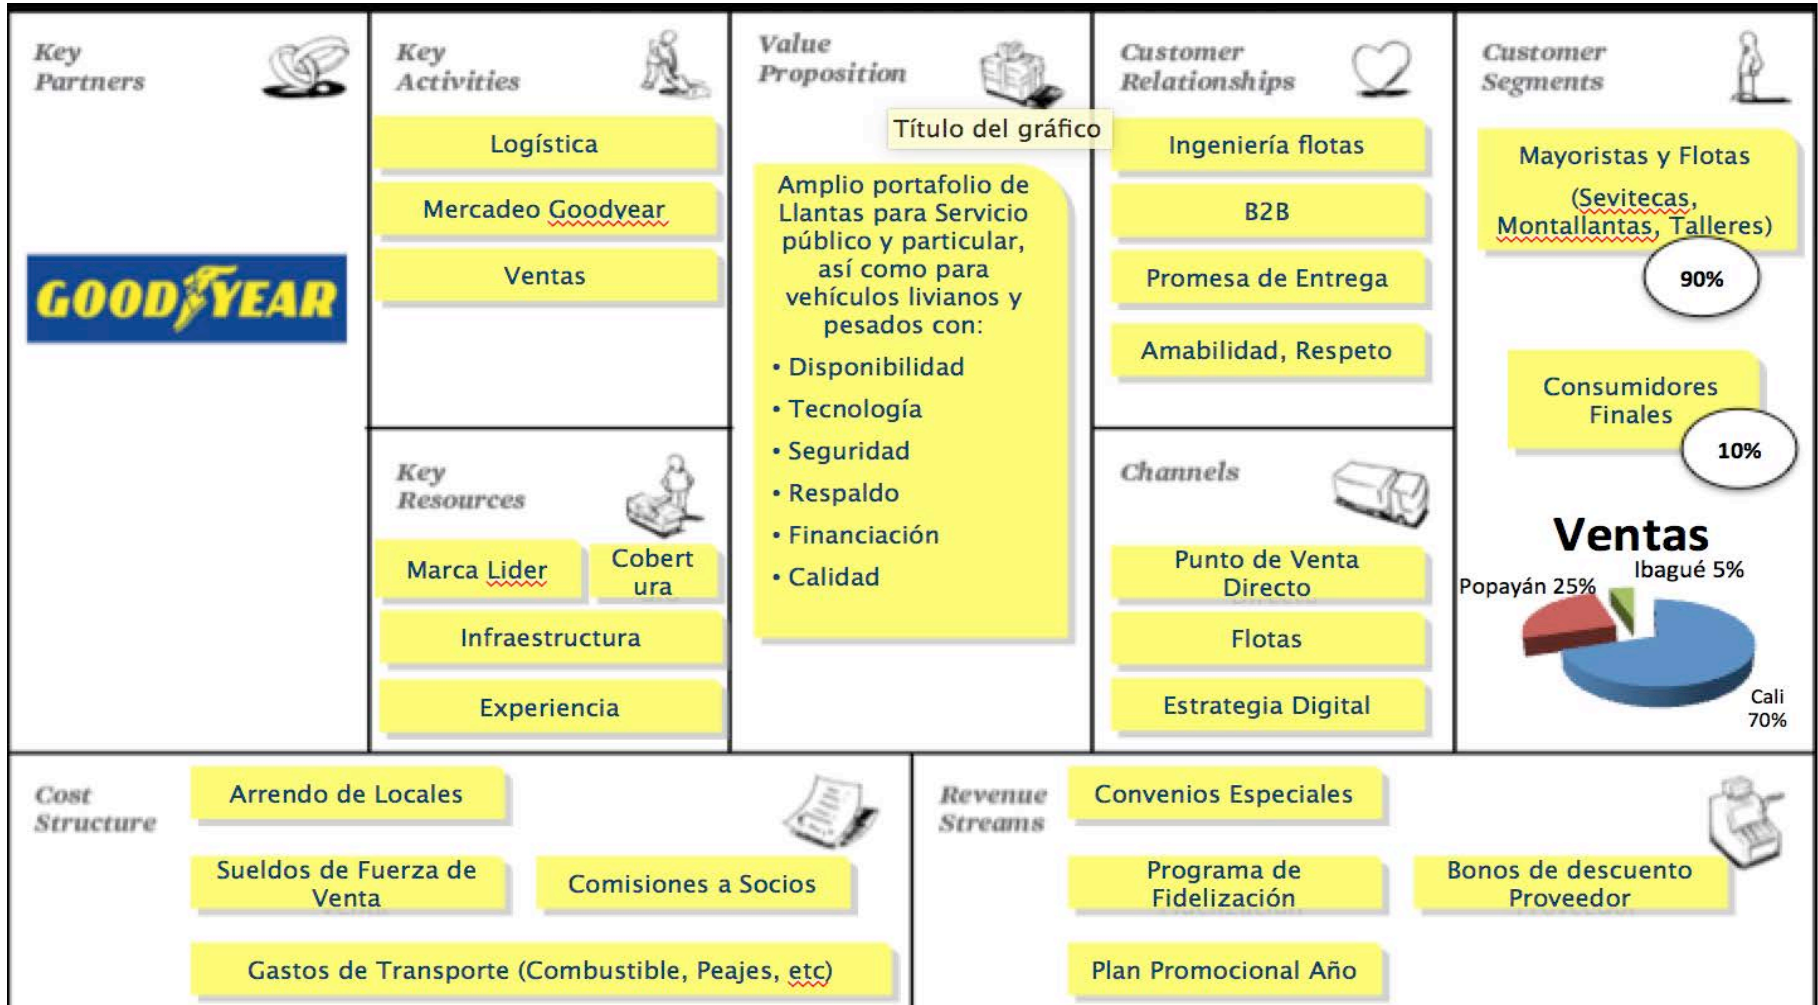 Key
Partners
GOODYEAR
Key
Activities
Logística
Mercadeo Goodyear
Ventas
Key
Resources
Marca Lider
Cobert
ura
Infraestructura
Experiencia
Value
Proposition
Título del gráfico
Amplio portafolio de
Llantas para Servicio
público y particular,
así como para
vehículos livianos y
pesados con:
• Disponibilidad
• Tecnología
• Seguridad
• Respaldo
• Financiación
• Calidad
Customer
Relationships
Ingeniería flotas
B2B
Promesa de Entrega
Amabilidad, Respeto
Channels
Punto de Venta
Directo
Flotas
Estrategia Digital
Customer
Segments
Mayoristas y Flotas
(Sevitecas,
Montallantas, Talleres)
90%
Consumidores
Finales
10%
Ventas
Ibagué 5%
Popayán 25%
Cali
70%
Cost
Structure
Arrendo de Locales
Sueldos de Fuerza de
Venta
Comisiones a Socios
Gastos de Transporte (Combustible, Peajes, etc)
Revenue
Streams
Convenios Especiales
Programa de
Fidelización
Bonos de descuento
Proveedor
Plan Promocional Año